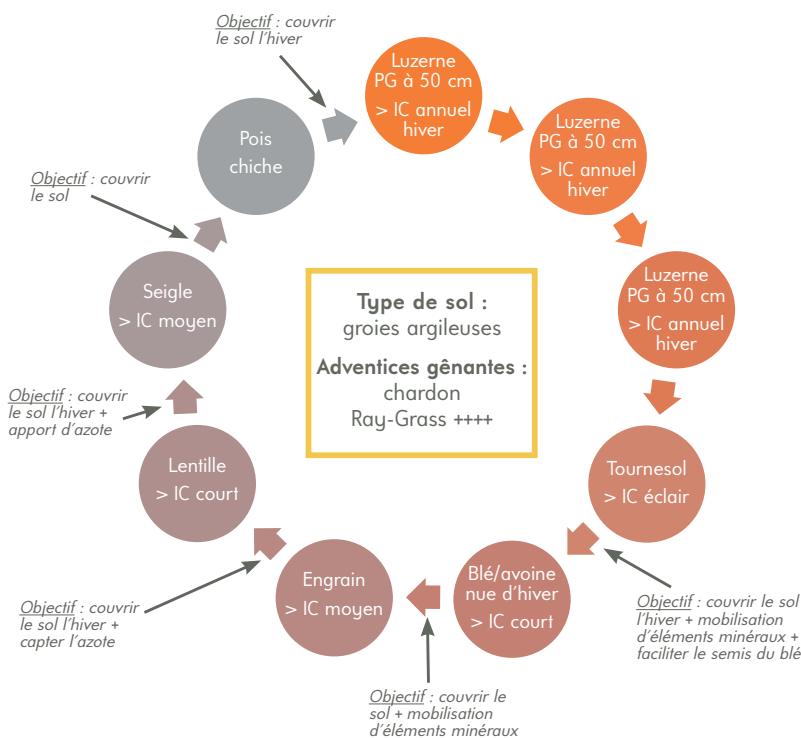 Objectif : couvrir
le sol l'hiver
Luzerne
PG à 50 cm
> IC annuel
hiver
Luzerne
PG à 50 cm
> IC annuel
hiver
Luzerne
PG à 50 cm
> IC annuel
hiver
Tournesol
> IC éclair
Objectif : couvrir le sol
l'hiver + mobilisation
d'éléments minéraux +
faciliter le semis du blé
Blé/avoine
nue d'hiver
> IC court
Objectif : couvrir le
sol + mobilisation
d'éléments minéraux
Engrain
> IC moyen
Objectif : couvrir
le sol l'hiver +
capter l'azote
Lentille
> IC court
Objectif : couvrir
le sol l'hiver +
apport d'azote
Seigle
> IC moyen
Objectif : couvrir
le sol
Pois
chiche
Type de sol :
groies argileuses
Adventices gênantes :
chardon
Ray-Grass ++++